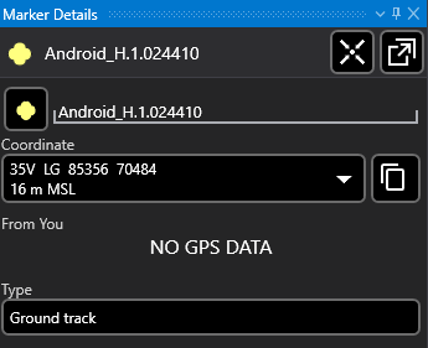 Marker Details
Android_H.1.024410
Android_H.1.024410
Coordinate
35V LG 85356 70484
16 m MSL
From You
NO GPS DATA
Type
Ground track